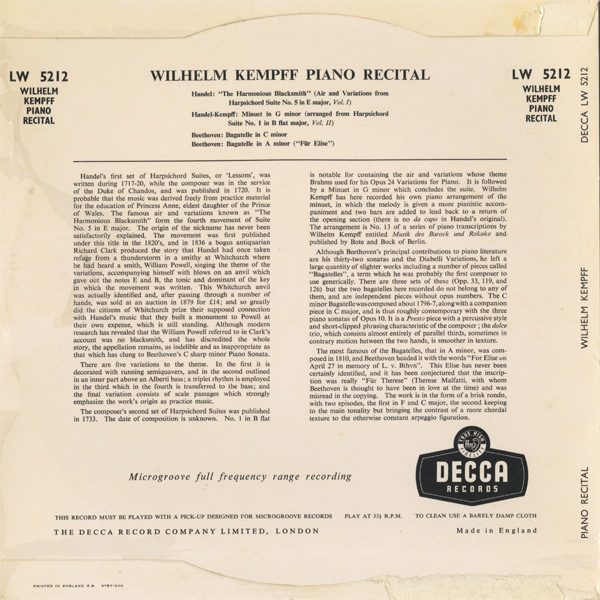 LW 5212
WILHELM
KEMPFF
PIANO
RECITAL
WILHELM KEMPFF PIANO RECITAL
Handel: "The Harmonious Blacksmith" (Air and Variations from
Harpsichord Suite No. 5 in E major, Vol. I)
Handel-Kempff: Minuet in G minor (arranged from Harpsichord
Suite No. 1 in B flat major, Vol. II)
Beethoven: Bagatelle in C minor
Beethoven: Bagatelle in A minor ("Für Elise")
LW 5212
WILHELM
KEMPFF
PIANO
RECITAL
Handel's first set of Harpsichord Suites, or 'Lessons', was
written during 1717-20, while the composer was in the service
of the Duke of Chandos, and was published in 1720. It is
probable that the music was derived freely from practice material
for the education of Princess Anne, eldest daughter of the Prince
of Wales. The famous air and variations known as "The
Harmonious Blacksmith" form the fourth movement of Suite
No. 5 in E major. The origin of the nickname has never been
satisfactorily explained. The movement was first published
under this title in the 1820's, and in 1836 a bogus antiquarian
Richard Clark produced the story that Handel had once taken
refuge from a thunderstorm in a smithy at Whitchurch where
he had heard a smith, William Powell, singing the theme of the
variations, accompanying himself with blows on an anvil which
gave out the notes E and B, the tonic and dominant of the key
in which the movement was written. This Whitchurch anvil
was actually identified and, after passing through a number of
hands, was sold at an auction in 1879 for £14; and so greatly
did the citizens of Whitchurch prize their supposed connection
with Handel's music that they built a monument to Powell at
their own expense, which is still standing. Although modern
research has revealed that the William Powell referred to in Clark's
account was no blacksmith, and has discredited the whole
story, the appellation remains, as indelible and as inappropriate as
that which has clung to Beethoven's C sharp minor Piano Sonata.
There are five variations to the theme. In the first it is
decorated with running semiquavers, and in the second outlined
in an inner part above an Alberti bass; a triplet rhythm is employed
in the third which in the fourth is transferred to the bass; and
the final variation consists of scale passages which strongly
emphasize the work's origin as practice music.
The composer's second set of Harpsichord Suites was published
in 1733. The date of composition is unknown. No. 1 in B flat
is notable for containing the air and variations whose theme
Brahms used for his Opus 24 Variations for Piano. It is followed
by a Minuet in G minor which concludes the suite. Wilhelm
Kempff has here recorded his own piano arrangement of the
minuet, in which the melody is given a more pianistic accom-
paniment and two bars are added to lead back to a return of
the opening section (there is no da capo in Handel's original).
The arrangement is No. 13 of a series of piano transcriptions by
Wilhelm Kempff entitled Musik des Barock und Rokoko and
published by Bote and Bock of Berlin.
Although Beethoven's principal contributions to piano literature
are his thirty-two sonatas and the Diabelli Variations, he left a
large quantity of slighter works including a number of pieces called
"Bagatelles", a term which he was probably the first composer to
use generically. There are three sets of these (Opp. 33, 119, and
126) but the two bagatelles here recorded do not belong to any of
them, and are independent pieces without opus numbers. The C
minor Bagatelle was composed about 1796-7, along with a companion
piece in C major, and is thus roughly contemporary with the three
piano sonatas of Opus 10. It is a Presto piece with a percussive style
and short-clipped phrasing characteristic of the composer; the dolce
trio, which consists almost entirely of parallel thirds, sometimes in
contrary motion between the two hands, is smoother in texture.
The most famous of the Bagatelles, that in A minor, was com-
posed in 1810, and Beethoven headed it with the words "For Elise on
April 27 in memory of L. v. Bthvn". This Elise has never been
certainly identified, and it has been conjectured that the inscrip-
tion was really "Für Therese" (Therese Malfatti, with whom
Beethoven is thought to have been in love at the time) and was
misread in the copying. The work is in the form of a brisk rondo,
with two episodes, the first in F and C major, the second keeping
to the main tonality but bringing the contrast of a more chordal
texture to the otherwise constant arpeggio figuration.
Microgroove full frequency range recording
DECCA
RECORDS
THIS RECORD MUST BE PLAYED WITH A PICK-UP DESIGNED FOR MICROGROOVE RECORDS PLAY AT 33⅓ R.P.M. TO CLEAN USE A BARELY DAMP CLOTH
THE DECCA RECORD COMPANY LIMITED, LONDON
Made in England
PRINTED IN ENGLAND R.S.
DECCA LW 5212
WILHELM KEMPFF
PIANO RECITAL